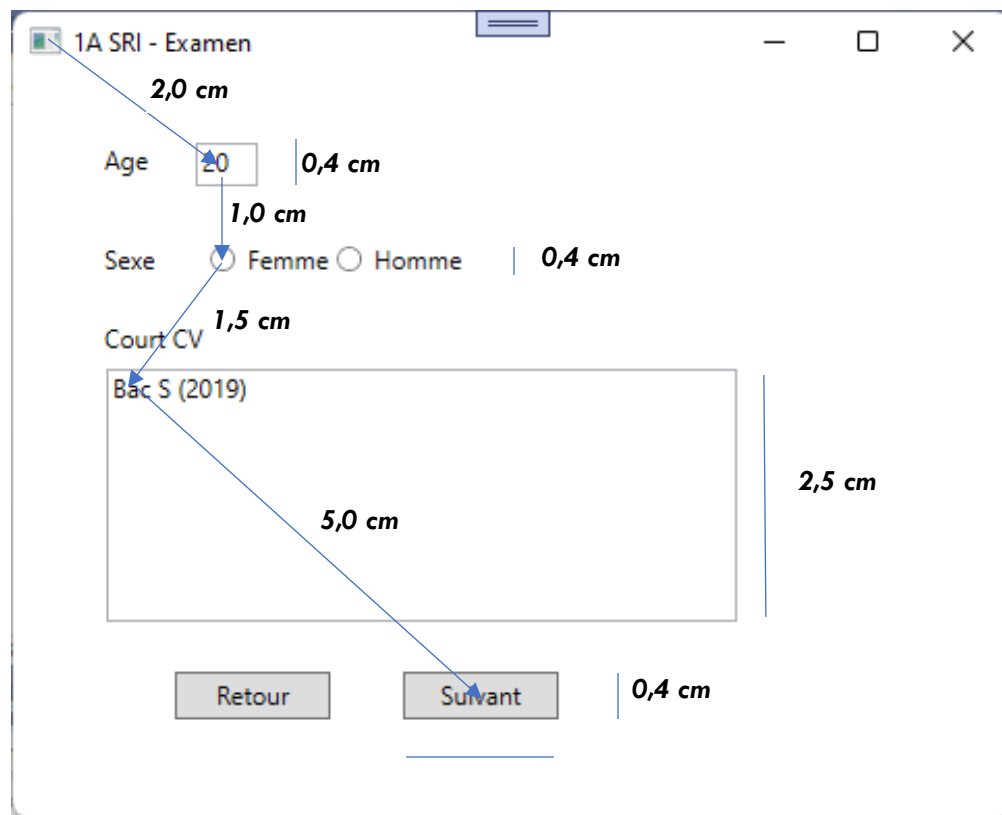 1A SRI - Examen
2,0 cm
Age 20 0,4 cm
1,0 cm
Sexe Femme Homme 0,4 cm
1,5 cm
Court CV
Bac S (2019)
2,5 cm
5,0 cm
Retour Suivant 0,4 cm